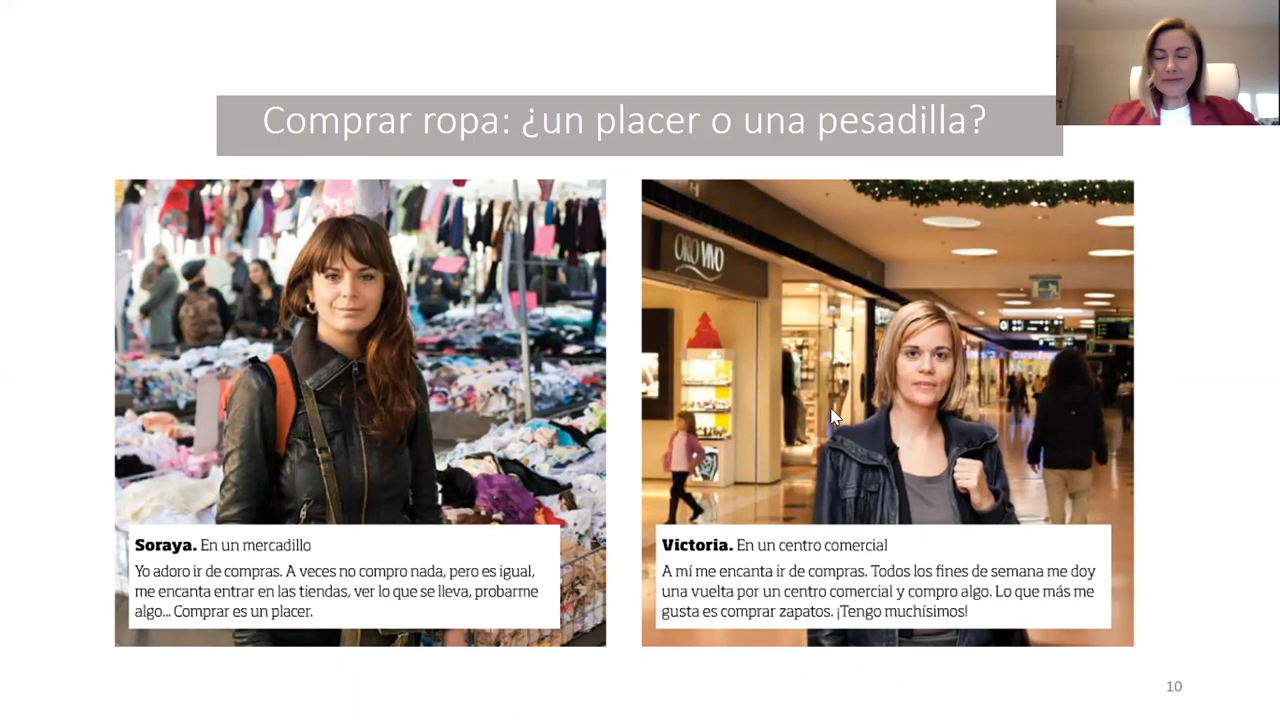 Comprar ropa: ¿un placer o una pesadilla?
ORO VIVO
Soraya. En un mercadillo
Yo adoro ir de compras. A veces no compro nada, pero es igual,
me encanta entrar en las tiendas, ver lo que se lleva, probarme
algo... Comprar es un placer.
Victoria. En un centro comercial
A mí me encanta ir de compras. Todos los fines de semana me doy
una vuelta por un centro comercial y compro algo. Lo que más me
gusta es comprar zapatos. ¡Tengo muchísimos!
10